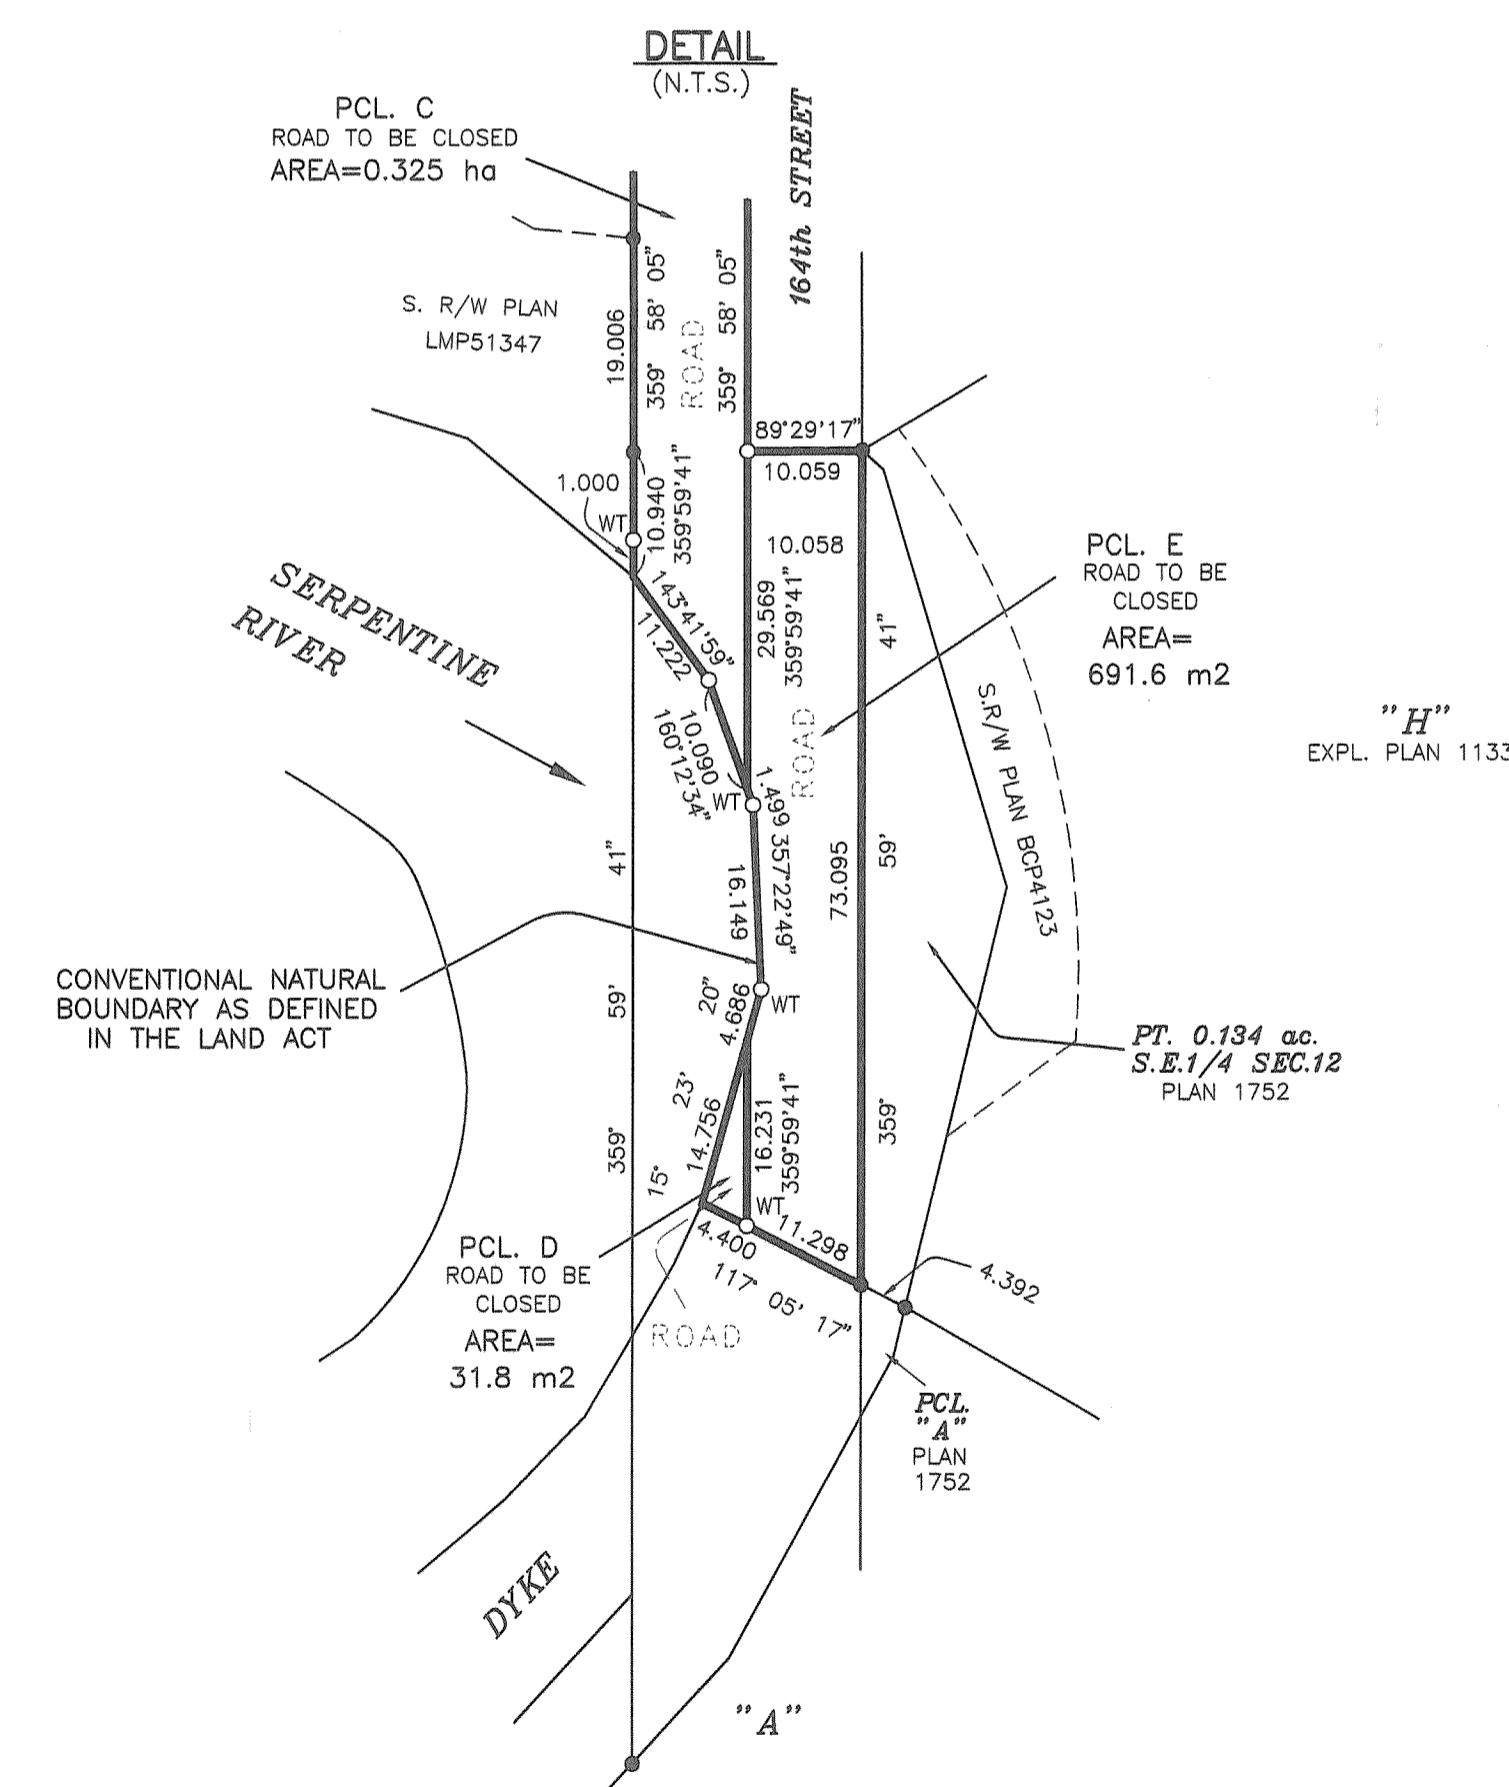 DETAIL
(N.T.S.)
PCL. C
ROAD TO BE CLOSED
AREA=0.325 ha
164th STREET
S. R/W PLAN
LMP51347
19.006
359° 58' 05"
ROAD
359° 58' 05"
89°29'17"
10.059
1.000
WT
10.940
359°59'41"
10.058
PCL. E
ROAD TO BE
CLOSED
AREA=
691.6 m2
SERPENTINE
RIVER
143°41'59"
11.222
29.569
359°59'41"
41"
S.R/W PLAN BCP4123
"H"
EXPL. PLAN 1133
10.090
160°12'34"
WT
1.499
ROAD
357°22'49"
16.149
73.095
59'
41"
CONVENTIONAL NATURAL
BOUNDARY AS DEFINED
IN THE LAND ACT
59'
20"
4.686
WT
PT. 0.134 ac.
S.E.1/4 SEC.12
PLAN 1752
23'
14.756
16.231
359°59'41"
359°
359°
15°
WT
PCL. D
ROAD TO BE
CLOSED
AREA=
31.8 m2
4.400
11.298
117° 05' 17"
4.392
ROAD
PCL.
"A"
PLAN
1752
DYKE
"A"